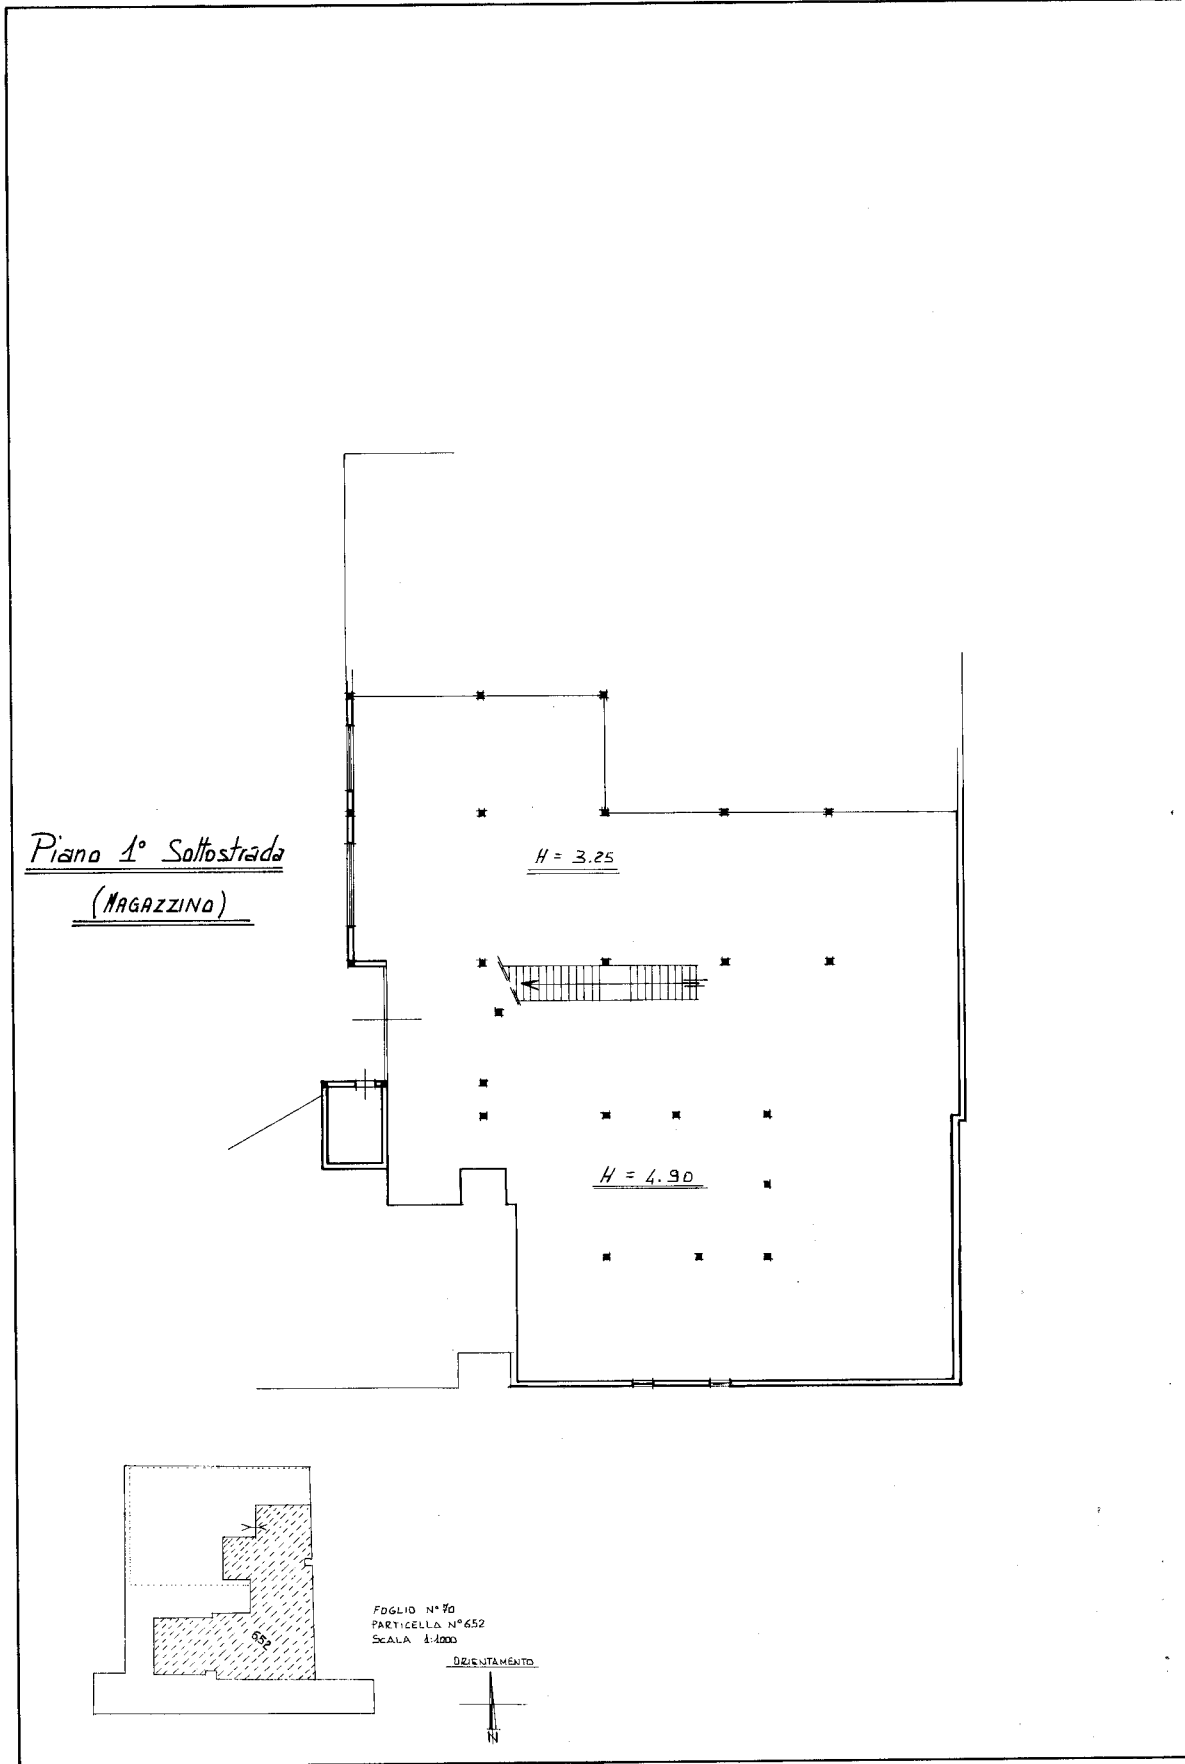 Piano 1° Sottostrada
(MAGAZZINO)
H = 3.25
H = 4.90
652
FOGLIO N° 70
PARTICELLA N° 652
SCALA 1:1000
ORIENTAMENTO
N